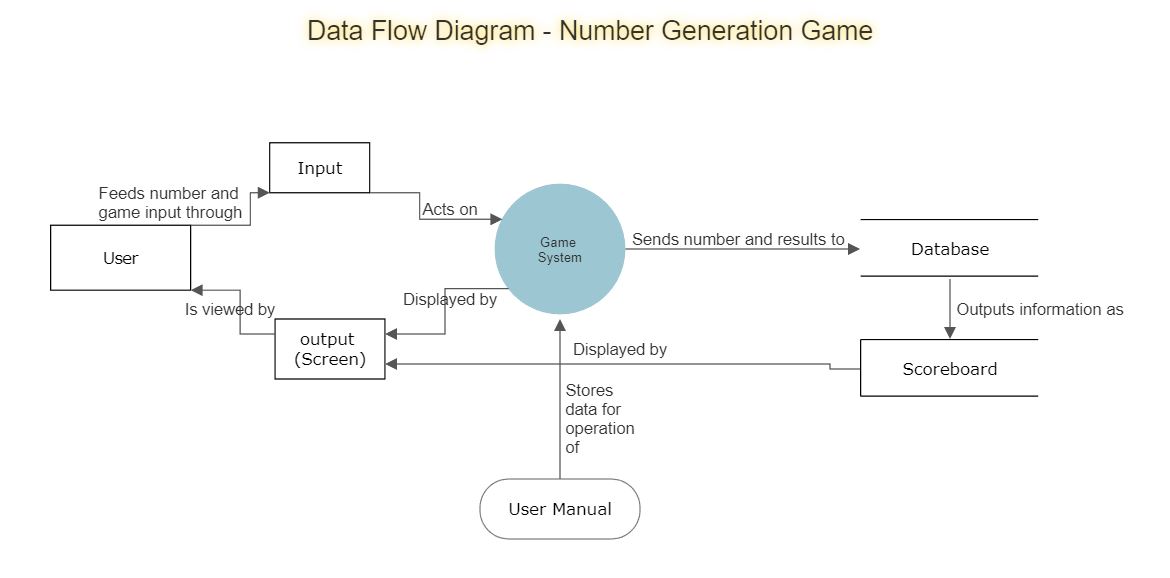 Data Flow Diagram - Number Generation Game
Input
Feeds number and
game input through
Acts on
User
Game
System
Sends number and results to
Database
Is viewed by
Displayed by
Outputs information as
output
(Screen)
Displayed by
Scoreboard
Stores
data for
operation
of
User Manual